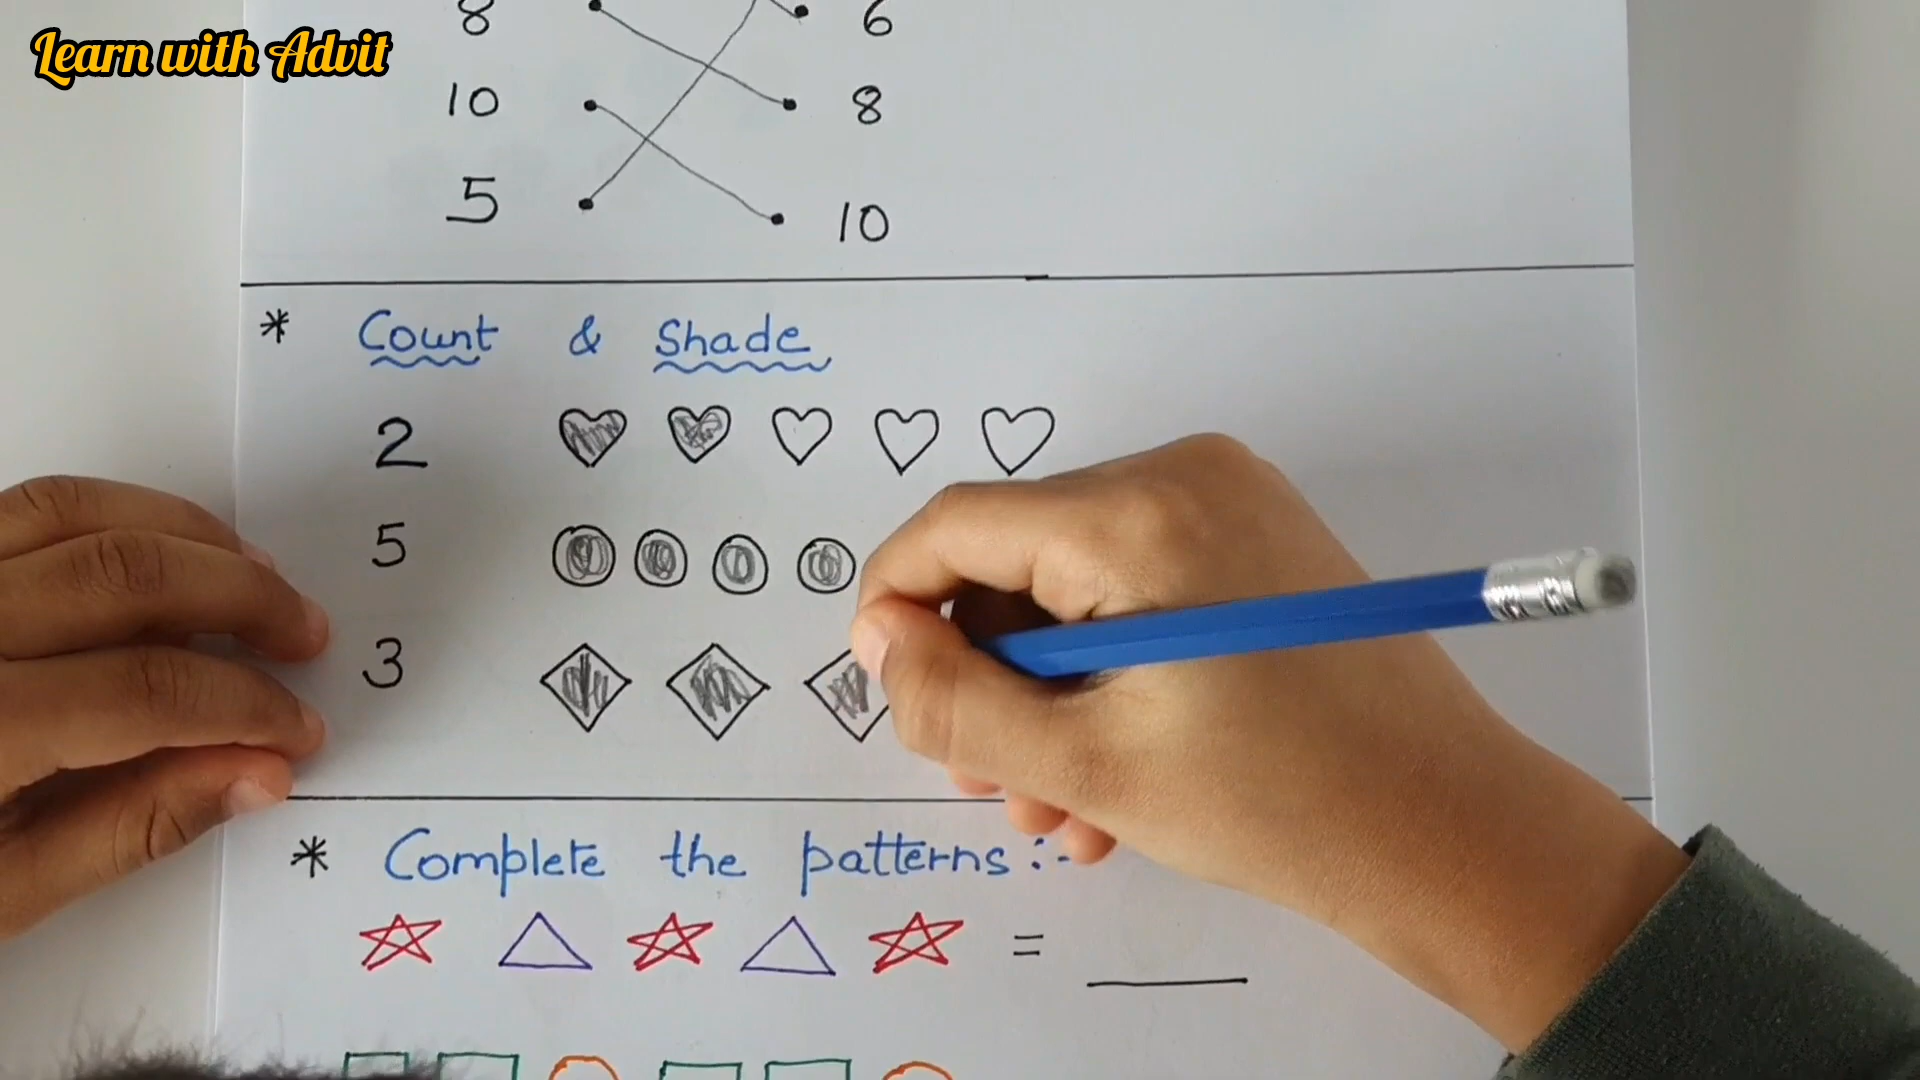 Learn with Advit
8 6
10 8
5 10
* Count & Shade
2
5
3
* Complete the patterns :-
=